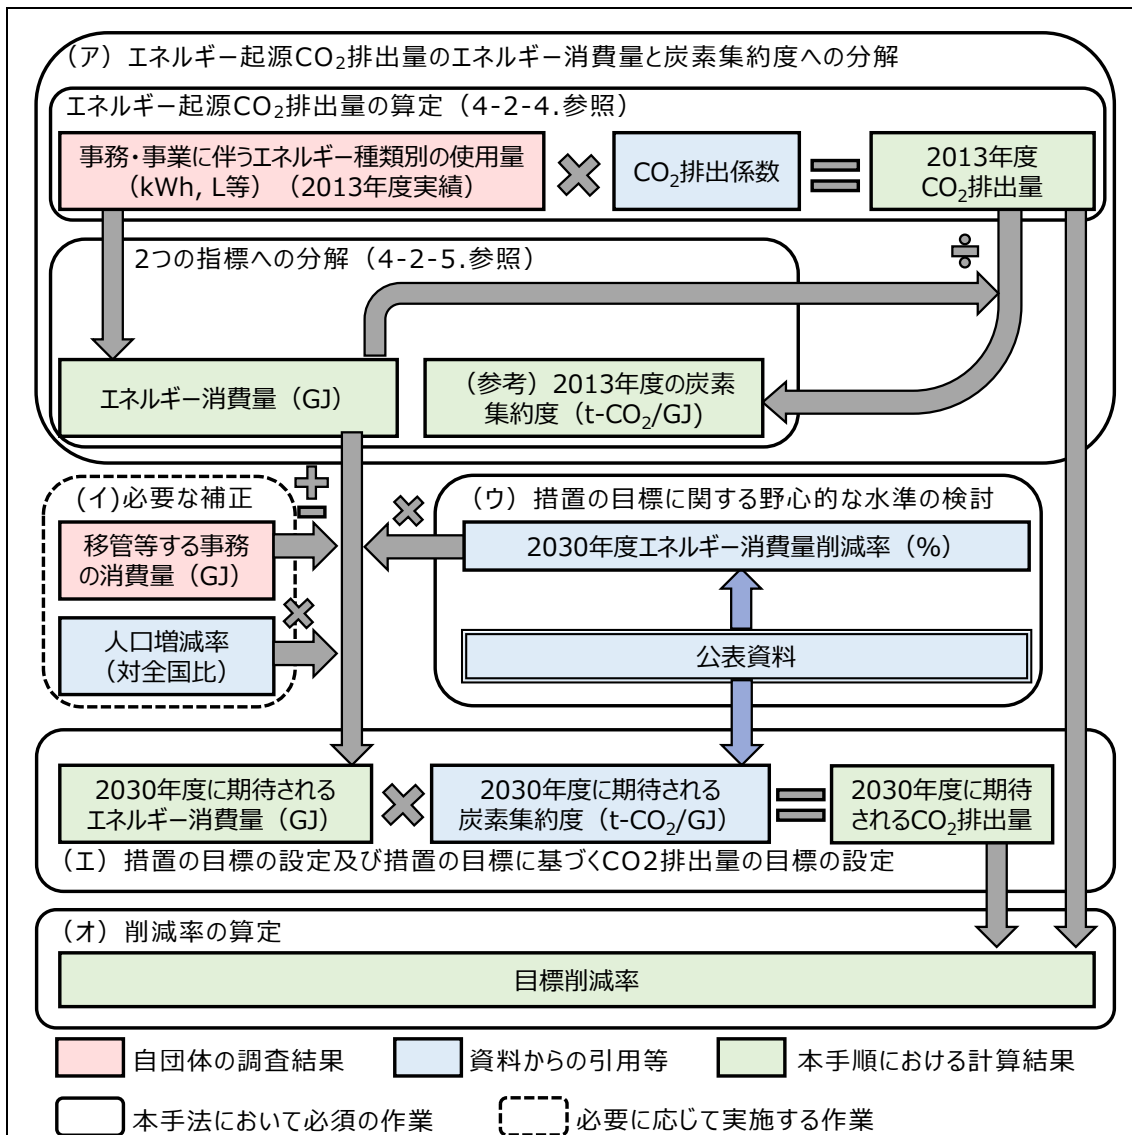 （ア）エネルギー起源CO₂排出量のエネルギー消費量と炭素集約度への分解
エネルギー起源CO₂排出量の算定（4-2-4.参照）
事務・事業に伴うエネルギー種類別の使用量
（kWh, L等）（2013年度実績）
×
CO₂排出係数
＝
2013年度
CO₂排出量
2つの指標への分解（4-2-5.参照）
÷
エネルギー消費量（GJ）
（参考）2013年度の炭素
集約度（t-CO₂/GJ）
(イ)必要な補正
＋
－
移管等する事務
の消費量（GJ）
×
人口増減率
（対全国比）
×
（ウ）措置の目標に関する野心的な水準の検討
2030年度エネルギー消費量削減率（%）
公表資料
2030年度に期待される
エネルギー消費量（GJ）
×
2030年度に期待される
炭素集約度（t-CO₂/GJ）
＝
2030年度に期待
されるCO₂排出量
（エ）措置の目標の設定及び措置の目標に基づくCO2排出量の目標の設定
（オ）削減率の算定
目標削減率
自団体の調査結果
資料からの引用等
本手順における計算結果
本手法において必須の作業
必要に応じて実施する作業